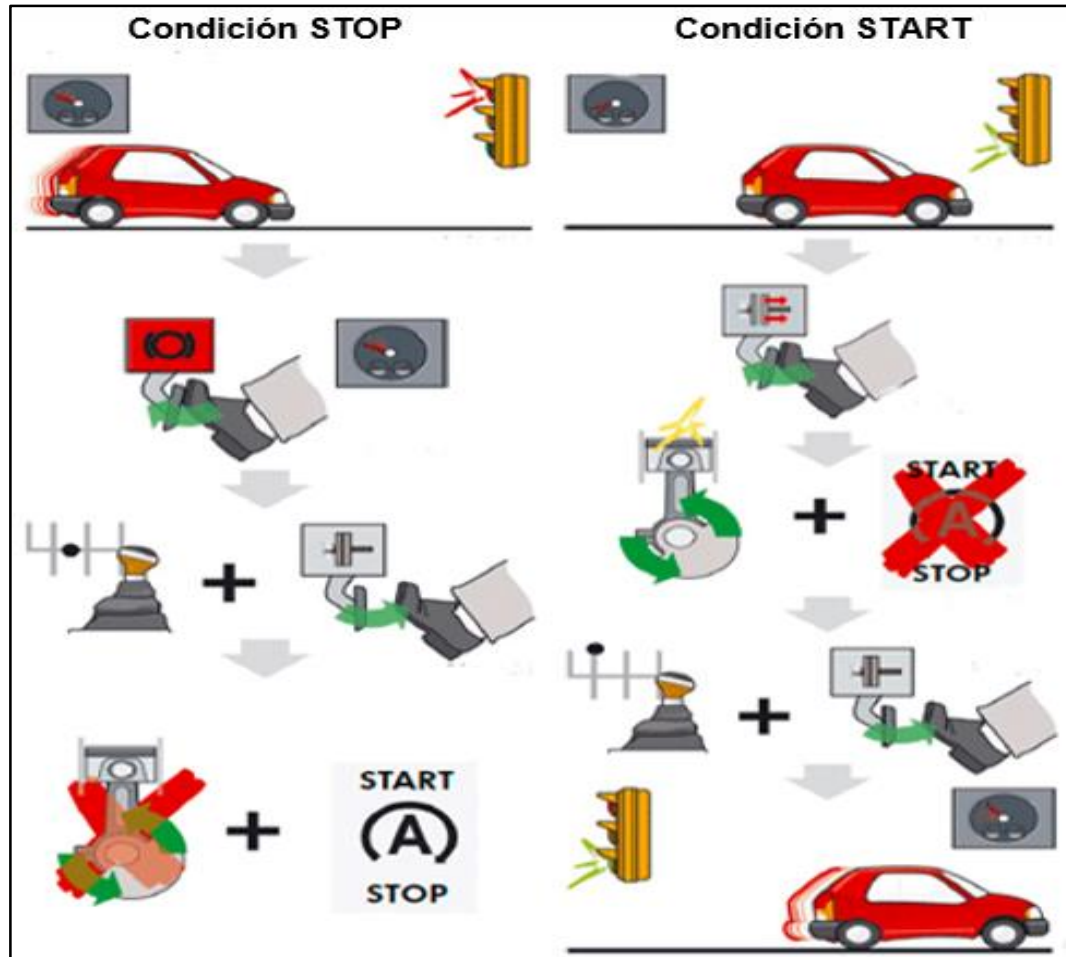 Condición STOP
Condición START
START
A
STOP
START
A
STOP